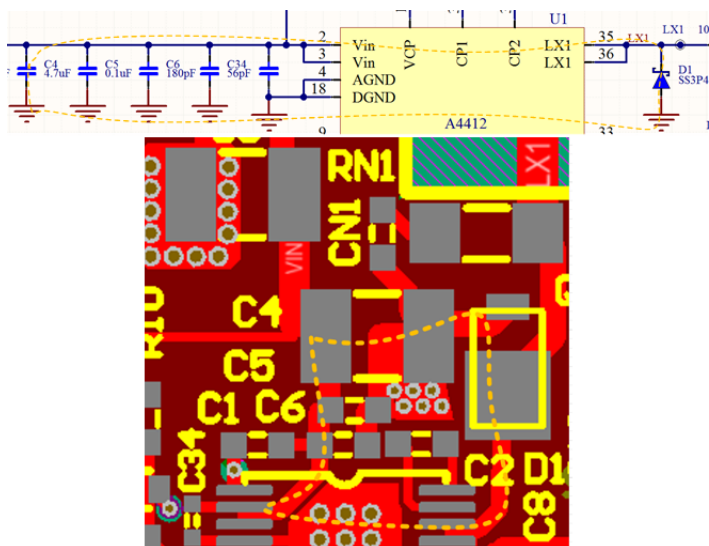 U1
2
3
4
18
9
Vin
Vin
AGND
DGND
VCP
CP1
CP2
LX1
LX1
35
36
33
LX1
LX1
10
C4
4.7uF
C5
0.1uF
C6
180pF
C34
56pF
D1
SS3P4
A4412
RN1
LX1
CN1
VIN
C4
C5
C1 C6
C34
C2 D1
C8